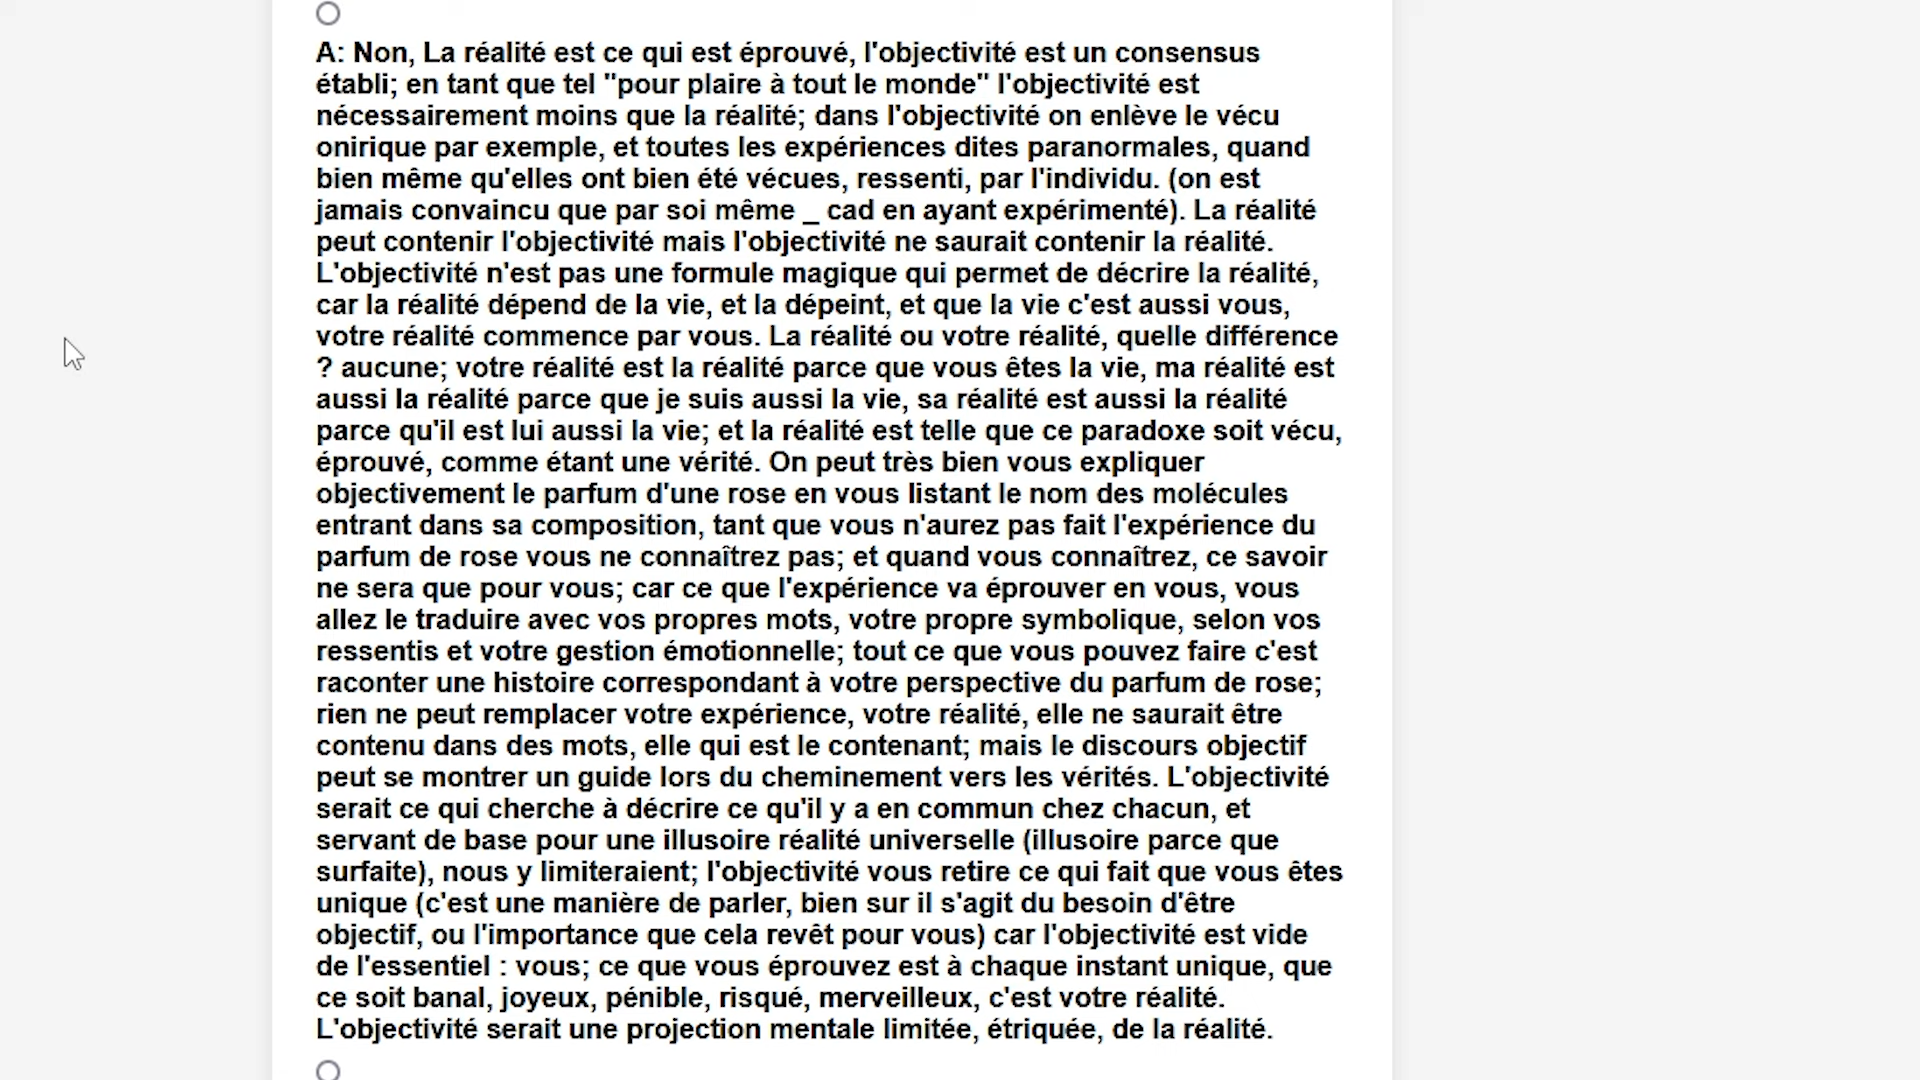 A: Non, La réalité est ce qui est éprouvé, l'objectivité est un consensus
établi; en tant que tel "pour plaire à tout le monde" l'objectivité est
nécessairement moins que la réalité; dans l'objectivité on enlève le vécu
onirique par exemple, et toutes les expériences dites paranormales, quand
bien même qu'elles ont bien été vécues, ressenti, par l'individu. (on est
jamais convaincu que par soi même _ cad en ayant expérimenté). La réalité
peut contenir l'objectivité mais l'objectivité ne saurait contenir la réalité.
L'objectivité n'est pas une formule magique qui permet de décrire la réalité,
car la réalité dépend de la vie, et la dépeint, et que la vie c'est aussi vous,
votre réalité commence par vous. La réalité ou votre réalité, quelle différence
? aucune; votre réalité est la réalité parce que vous êtes la vie, ma réalité est
aussi la réalité parce que je suis aussi la vie, sa réalité est aussi la réalité
parce qu'il est lui aussi la vie; et la réalité est telle que ce paradoxe soit vécu,
éprouvé, comme étant une vérité. On peut très bien vous expliquer
objectivement le parfum d'une rose en vous listant le nom des molécules
entrant dans sa composition, tant que vous n'aurez pas fait l'expérience du
parfum de rose vous ne connaîtrez pas; et quand vous connaîtrez, ce savoir
ne sera que pour vous; car ce que l'expérience va éprouver en vous, vous
allez le traduire avec vos propres mots, votre propre symbolique, selon vos
ressentis et votre gestion émotionnelle; tout ce que vous pouvez faire c'est
raconter une histoire correspondant à votre perspective du parfum de rose;
rien ne peut remplacer votre expérience, votre réalité, elle ne saurait être
contenu dans des mots, elle qui est le contenant; mais le discours objectif
peut se montrer un guide lors du cheminement vers les vérités. L'objectivité
serait ce qui cherche à décrire ce qu'il y a en commun chez chacun, et
servant de base pour une illusoire réalité universelle (illusoire parce que
surfaite), nous y limiteraient; l'objectivité vous retire ce qui fait que vous êtes
unique (c'est une manière de parler, bien sur il s'agit du besoin d'être
objectif, ou l'importance que cela revêt pour vous) car l'objectivité est vide
de l'essentiel : vous; ce que vous éprouvez est à chaque instant unique, que
ce soit banal, joyeux, pénible, risqué, merveilleux, c'est votre réalité.
L'objectivité serait une projection mentale limitée, étriquée, de la réalité.